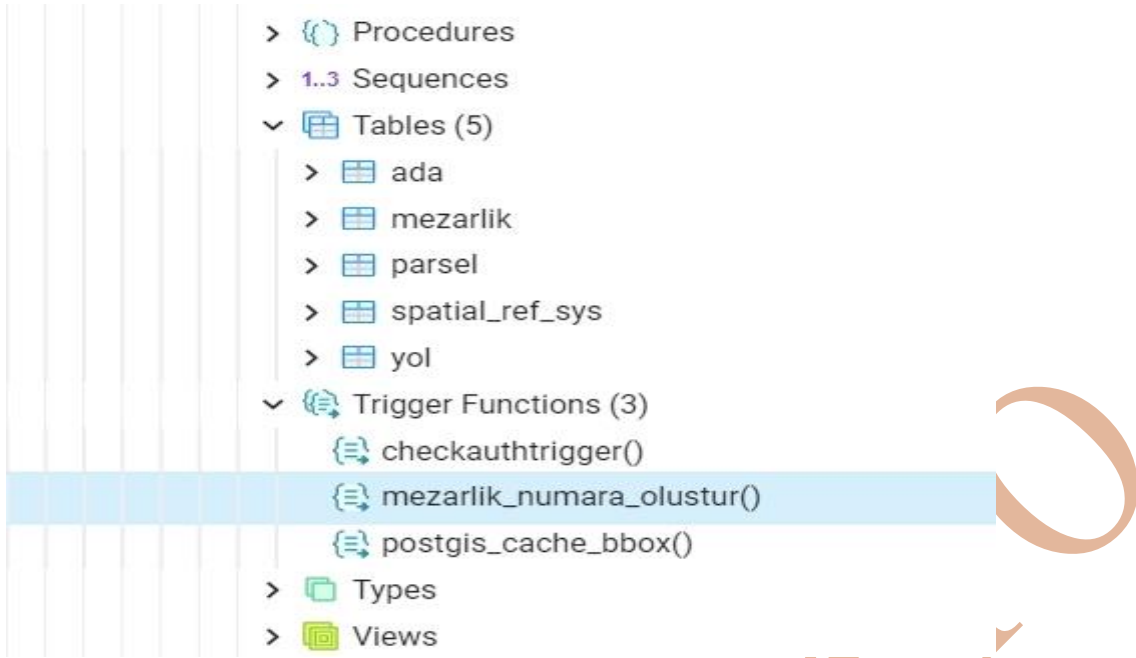 Procedures
1..3 Sequences
Tables (5)
ada
mezarlik
parsel
spatial_ref_sys
yol
Trigger Functions (3)
checkauthtrigger()
mezarlik_numara_olustur()
postgis_cache_bbox()
Types
Views